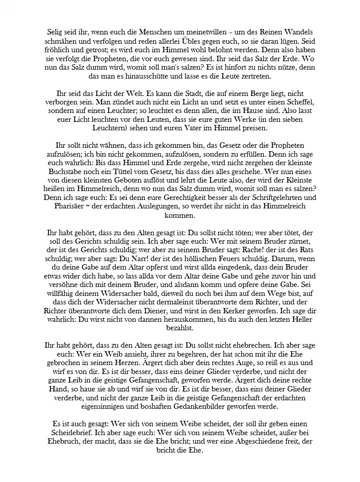 Selig seid ihr, wenn euch die Menschen um meinetwillen – um des Reinen Wandels
schmähen und verfolgen und reden allerlei Übles gegen euch, so sie daran lügen. Seid
fröhlich und getrost; es wird euch im Himmel wohl belohnt werden. Denn also haben
sie verfolgt die Propheten, die vor euch gewesen sind. Ihr seid das Salz der Erde. Wo
nun das Salz dumm wird, womit soll man's salzen? Es ist hinfort zu nichts nütze, denn
das man es hinausschütte und lasse es die Leute zertreten.
Ihr seid das Licht der Welt. Es kann die Stadt, die auf einem Berge liegt, nicht
verborgen sein. Man zündet auch nicht ein Licht an und setzt es unter einen Scheffel,
sondern auf einen Leuchter; so leuchtet es denn allen, die im Hause sind. Also lasst
euer Licht leuchten vor den Leuten, dass sie eure guten Werke (in den sieben
Leuchtern) sehen und euren Vater im Himmel preisen.
Ihr sollt nicht wähnen, dass ich gekommen bin, das Gesetz oder die Propheten
aufzulösen; ich bin nicht gekommen, aufzulösen, sondern zu erfüllen. Denn ich sage
euch wahrlich: Bis dass Himmel und Erde zergehe, wird nicht zergehen der kleinste
Buchstabe noch ein Tüttel vom Gesetz, bis dass dies alles geschehe. Wer nun eines
von diesen kleinsten Geboten auflöst und lehrt die Leute also, der wird der Kleinste
heißen im Himmelreich, denn wo nun das Salz dumm wird, womit soll man es salzen?
Denn ich sage euch: Es sei denn eure Gerechtigkeit besser als der Schriftgelehrten und
Pharisäer = der erdachten Auslegungen, so werdet ihr nicht in das Himmelreich
kommen.
Ihr habt gehört, dass zu den Alten gesagt ist: Du sollst nicht töten; wer aber tötet, der
soll des Gerichts schuldig sein. Ich aber sage euch: Wer mit seinem Bruder zürnet,
der ist des Gerichts schuldig; wer aber zu seinem Bruder sagt: Racha! der ist des Rats
schuldig; wer aber sagt: Du Narr! der ist des höllischen Feuers schuldig. Darum, wenn
du deine Gabe auf dem Altar opferst und wirst allda eingedenk, dass dein Bruder
etwas wider dich habe, so lass allda vor dem Altar deine Gabe und gehe zuvor hin und
versöhne dich mit deinem Bruder, und alsdann komm und opfere deine Gabe. Sei
willfähig deinem Widersacher bald, dieweil du noch bei ihm auf dem Wege bist, auf
dass dich der Widersacher nicht dermaleinst überantworte dem Richter, und der
Richter überantworte dich dem Diener, und wirst in den Kerker geworfen. Ich sage dir
wahrlich: Du wirst nicht von dannen herauskommen, bis du auch den letzten Heller
bezahlst.
Ihr habt gehört, dass zu den Alten gesagt ist: Du sollst nicht ehebrechen. Ich aber sage
euch: Wer ein Weib ansieht, ihrer zu begehren, der hat schon mit ihr die Ehe
gebrochen in seinem Herzen. Ärgert dich aber dein rechtes Auge, so reiß es aus und
wirf es von dir. Es ist dir besser, dass eins deiner Glieder verderbe, und nicht der
ganze Leib in die geistige Gefangenschaft, geworfen werde. Ärgert dich deine rechte
Hand, so haue sie ab und wirf sie von dir. Es ist dir besser, dass eins deiner Glieder
verderbe, und nicht der ganze Leib in die geistige Gefangenschaft der erdachten
eigensinnigen und boshaften Gedankenbilder geworfen werde.
Es ist auch gesagt: Wer sich von seinem Weibe scheidet, der soll ihr geben einen
Scheidebrief. Ich aber sage euch: Wer sich von seinem Weibe scheidet, außer bei
Ehebruch, der macht, dass sie die Ehe bricht; und wer eine Abgeschiedene freit, der
bricht die Ehe.